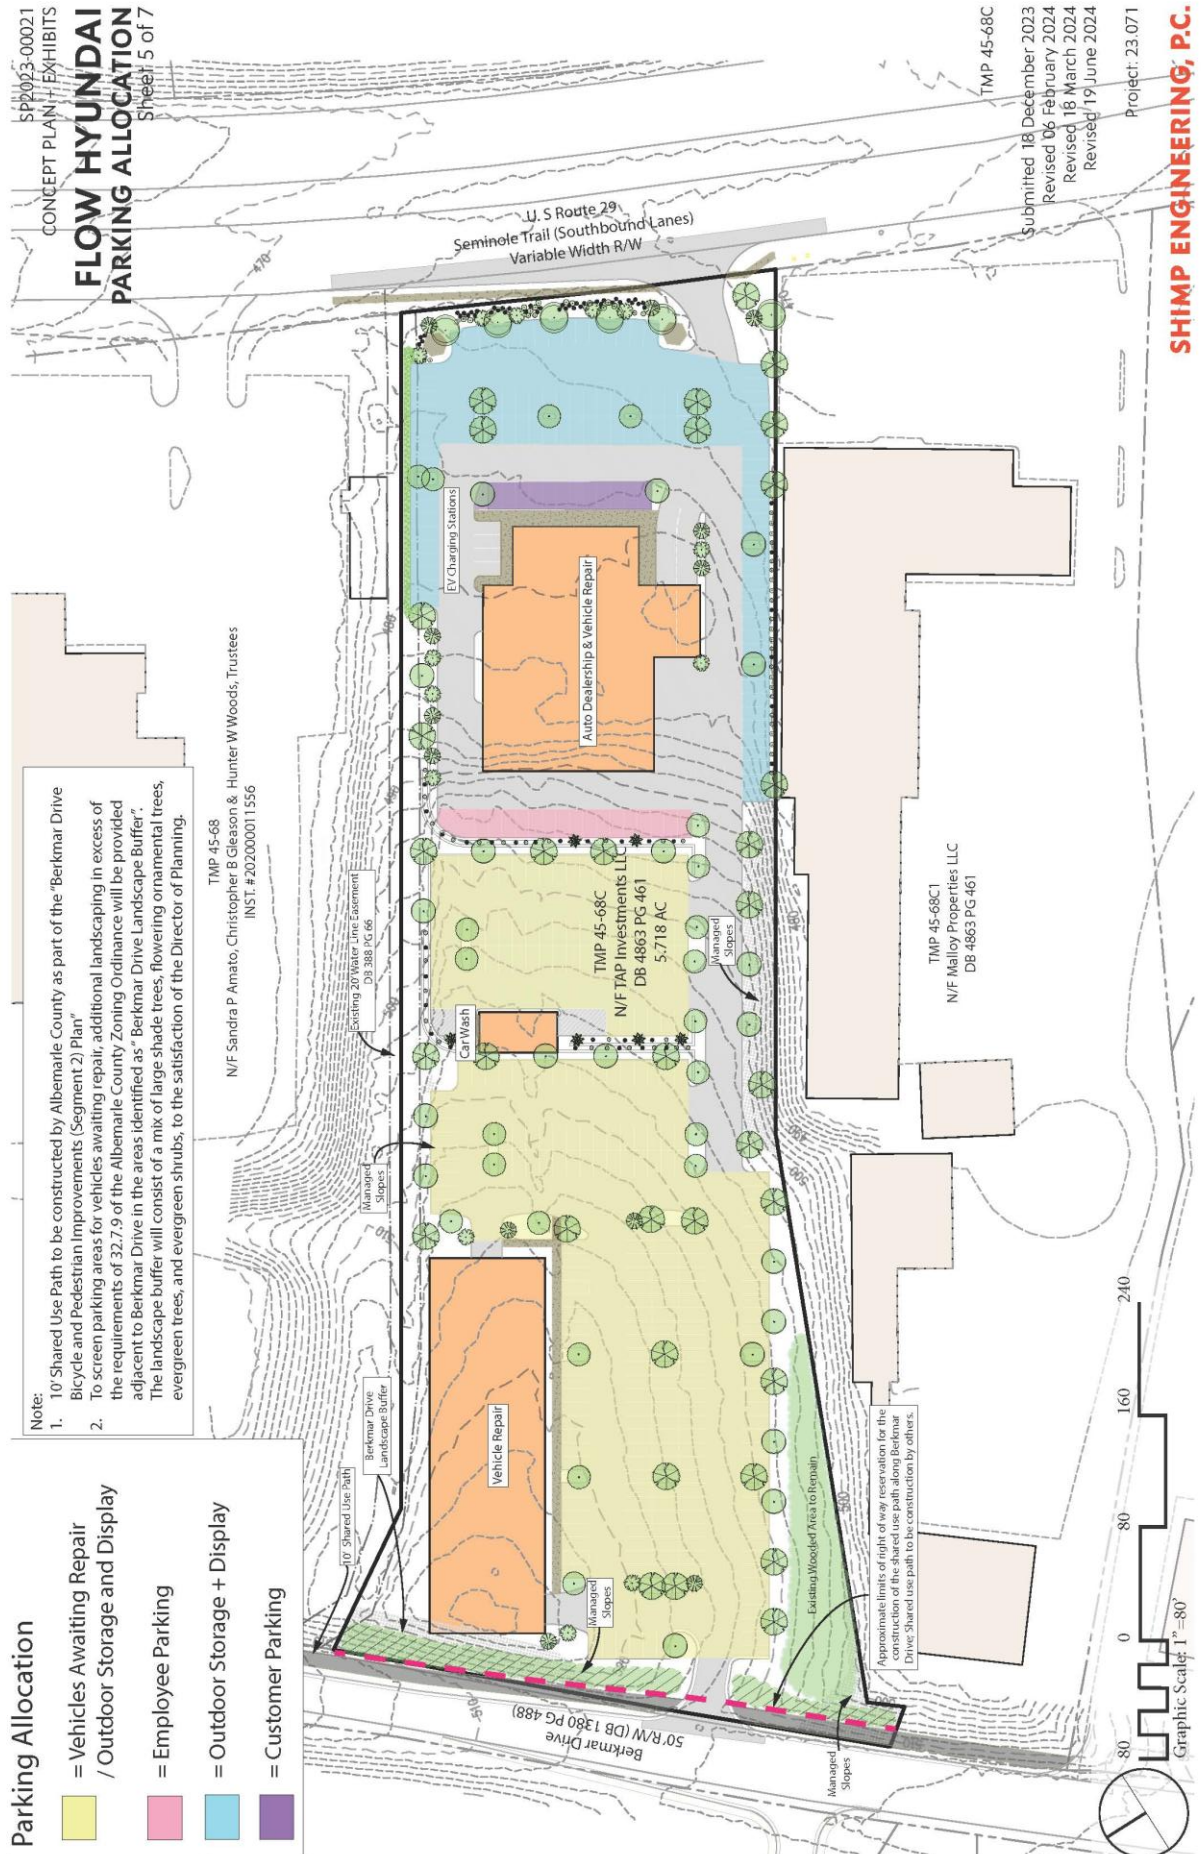 SP2023-00021
CONCEPT PLAN + EXHIBITS
FLOW HYUNDAI
PARKING ALLOCATION
Sheet 5 of 7
Parking Allocation
= Vehicles Awaiting Repair
/ Outdoor Storage and Display
= Employee Parking
= Outdoor Storage + Display
= Customer Parking
Note:
1. 10' Shared Use Path to be constructed by Albemarle County as part of the "Berkmar Drive
Bicycle and Pedestrian Improvements (Segment 2) Plan"
2. To screen parking areas for vehicles awaiting repair, additional landscaping in excess of
the requirements of 32.7.9 of the Albemarle County Zoning Ordinance will be provided
adjacent to Berkmar Drive in the areas identified as " Berkmar Drive Landscape Buffer".
The landscape buffer will consist of a mix of large shade trees, flowering ornamental trees,
evergreen trees, and evergreen shrubs, to the satisfaction of the Director of Planning.
TMP 45-68
N/F Sandra P Amato, Christopher B Gleason & Hunter W Woods, Trustees
INST. #202000011556
10' Shared Use Path
Berkmar Drive
Landscape Buffer
Managed
Slopes
Existing 20' Water Line Easement
DB 388 PG 66
Car Wash
EV Charging Stations
U. S Route 29
Seminole Trail (Southbound Lanes)
Variable Width R/W
470
480
490
500
510
Vehicle Repair
Auto Dealership & Vehicle Repair
TMP 45-68C
N/F TAP Investments LLC
DB 4863 PG 461
5.718 AC
Managed
Slopes
Managed
Slopes
Existing Wooded Area to Remain
Berkmar Drive
50' R/W (DB 1380 PG 488)
510
500
500
490
480
Managed
Slopes
Approximate limits of right of way reservation for the
construction of the shared use path along Berkmar
Drive; Shared use path to be construction by others.
TMP 45-68C1
N/F Malloy Properties LLC
DB 4863 PG 461
80 0 80 160 240
Graphic Scale: 1"=80'
TMP 45-68C
Submitted 18 December 2023
Revised 06 February 2024
Revised 18 March 2024
Revised 19 June 2024
Project: 23.071
SHIMP ENGINEERING, P.C.